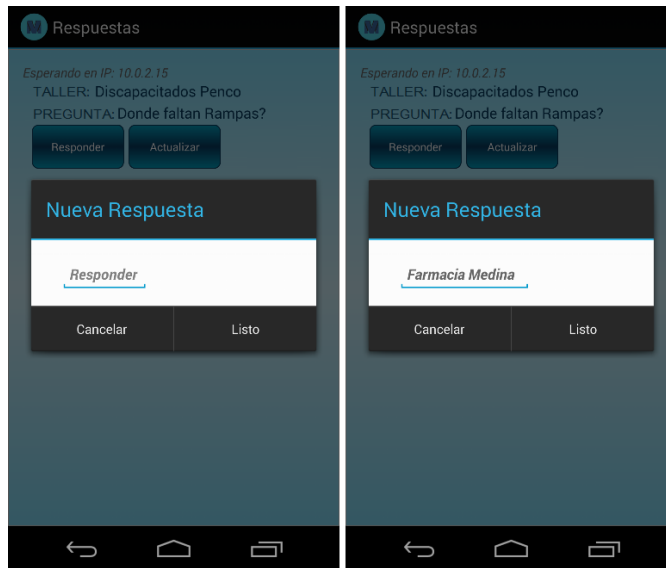 Respuestas
Esperando en IP: 10.0.2.15
TALLER: Discapacitados Penco
PREGUNTA: Donde faltan Rampas?
Responder Actualizar
Nueva Respuesta
Responder
Cancelar Listo
Respuestas
Esperando en IP: 10.0.2.15
TALLER: Discapacitados Penco
PREGUNTA: Donde faltan Rampas?
Responder Actualizar
Nueva Respuesta
Farmacia Medina
Cancelar Listo